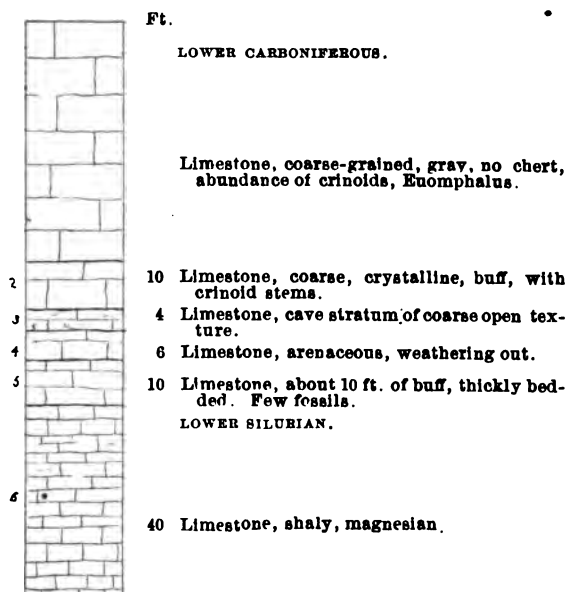 Ft.
LOWER CARBONIFEROUS.
Limestone, coarse-grained, gray, no chert,
abundance of crinoids, Euomphalus.
2
10 Limestone, coarse, crystalline, buff, with
crinoid stems.
3
4 Limestone, cave stratum of coarse open tex-
ture.
4
6 Limestone, arenaceous, weathering out.
5
10 Limestone, about 10 ft. of buff, thickly bed-
ded. Few fossils.
LOWER SILURIAN.
6
40 Limestone, shaly, magnesian.